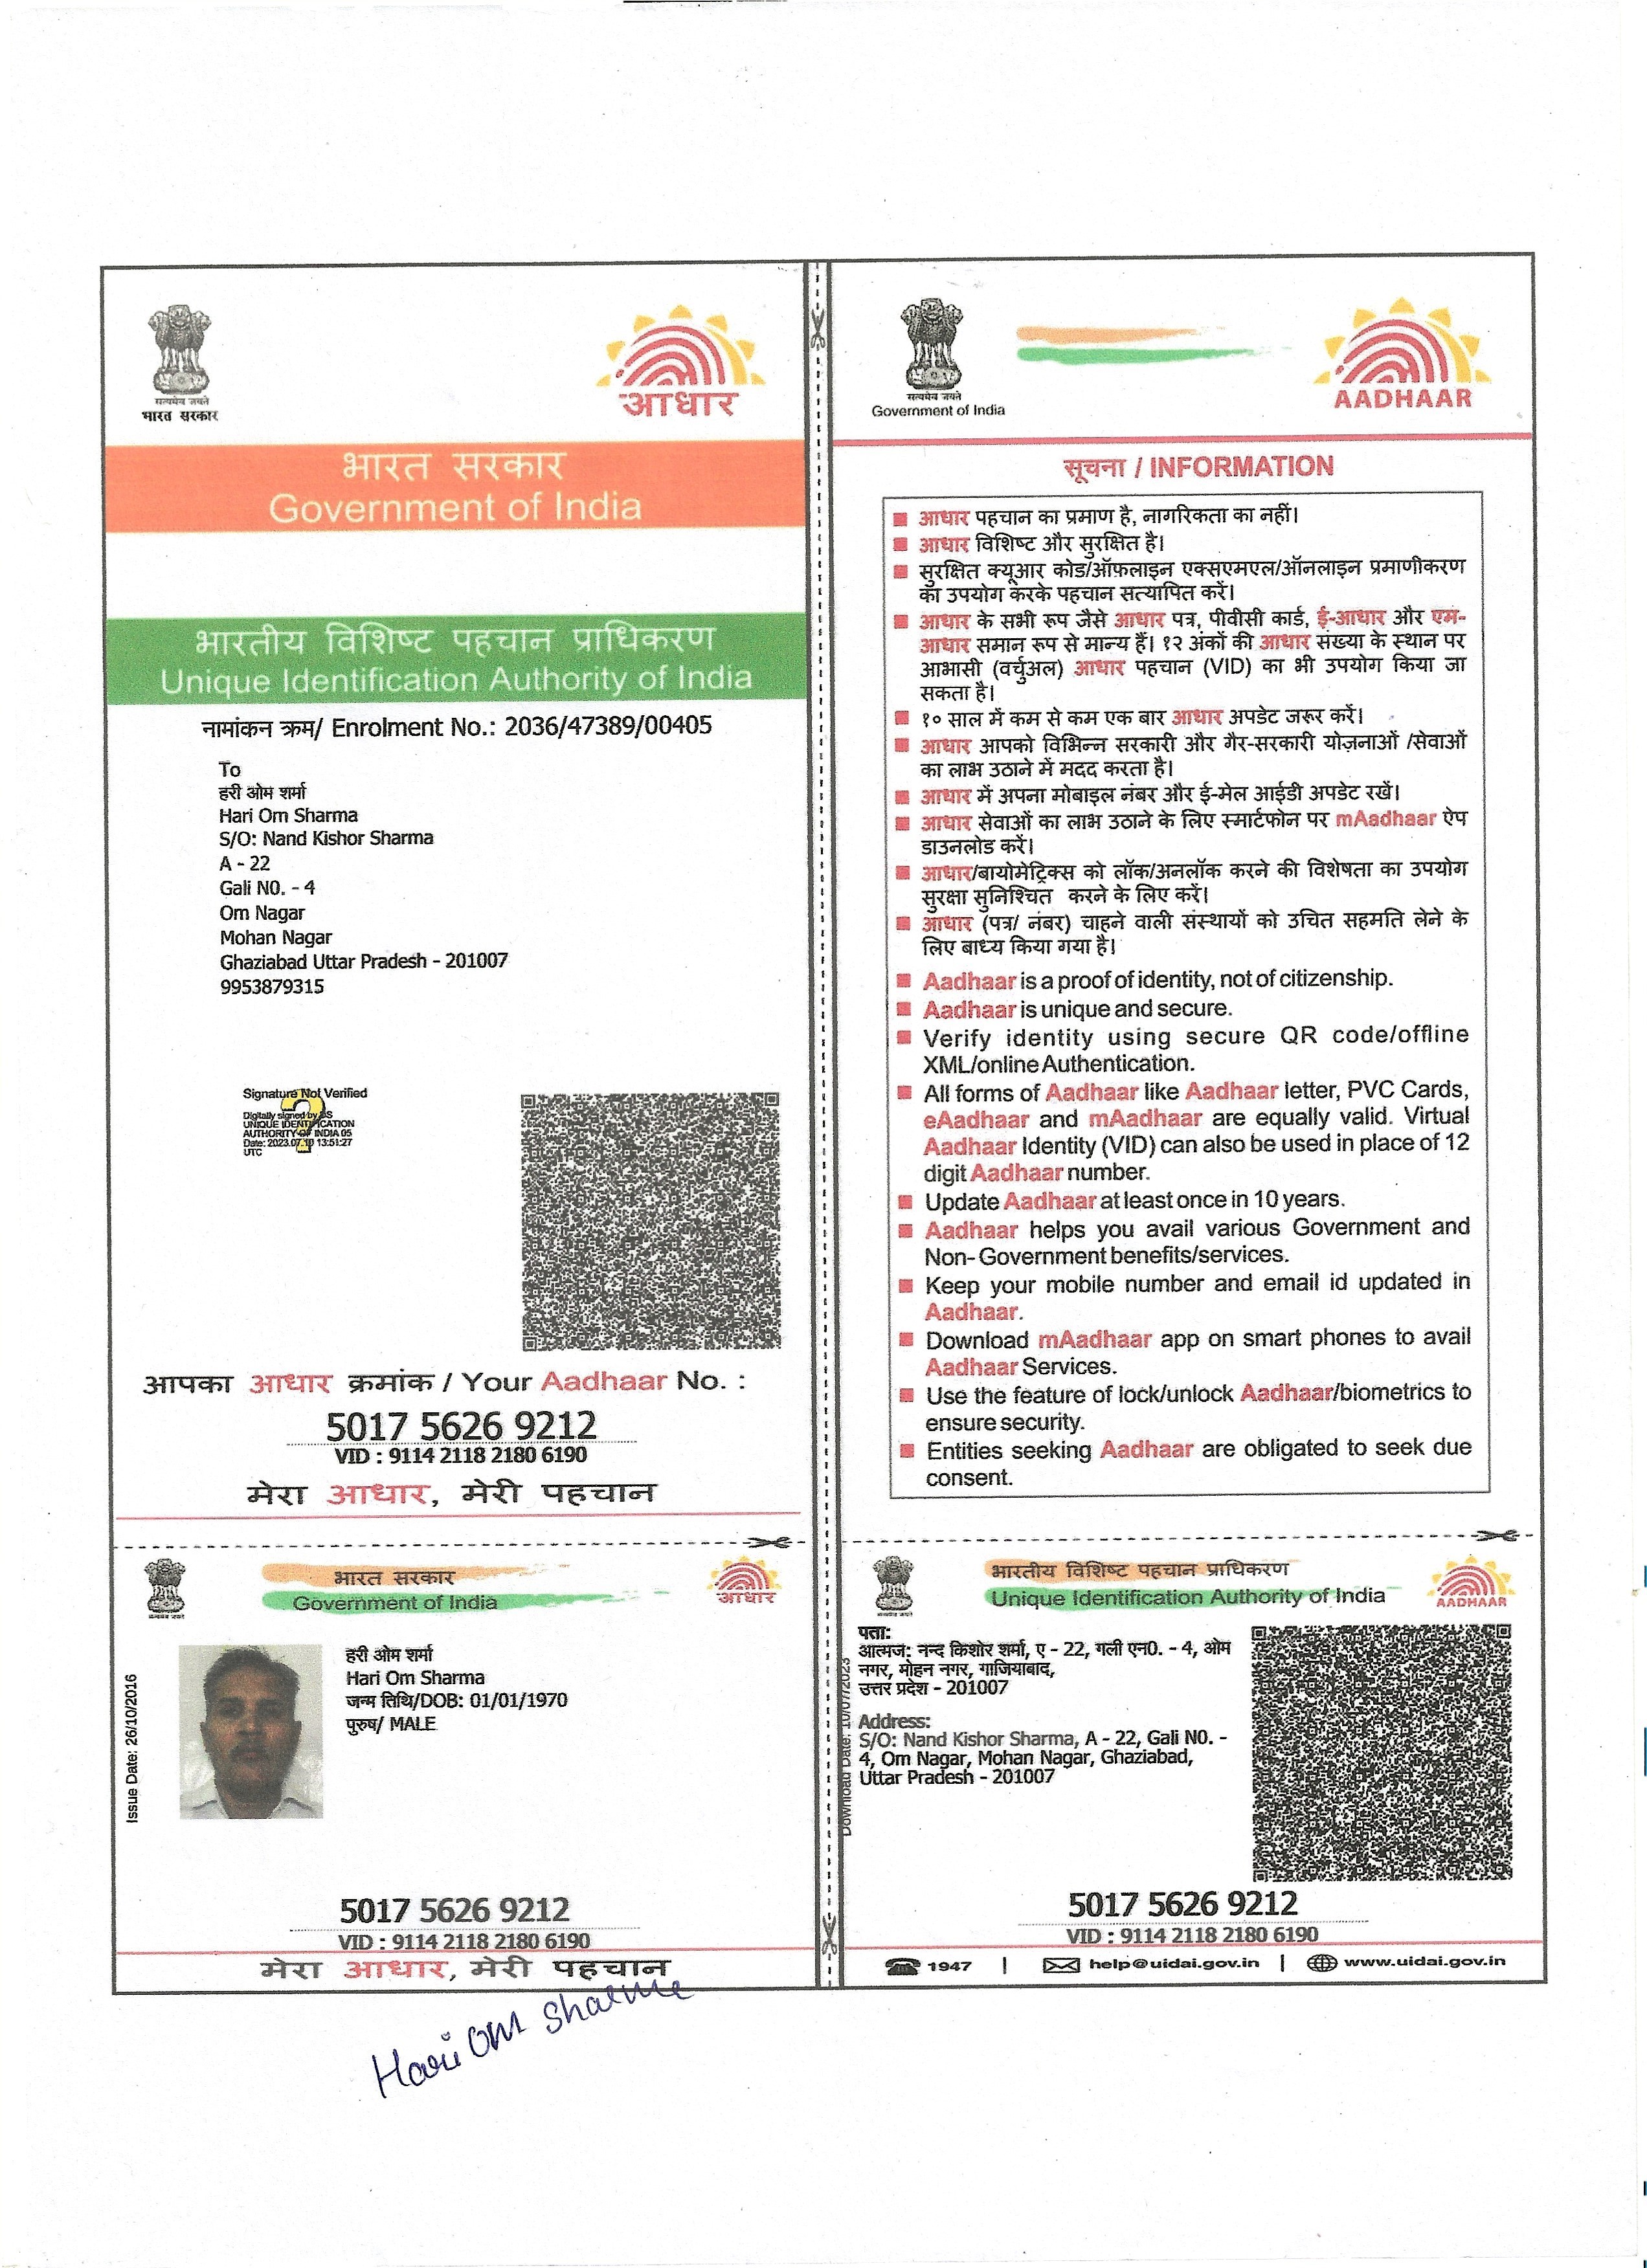 सत्यमेव जयते
भारत सरकार
आधार
भारत सरकार
Government of India
भारतीय विशिष्ट पहचान प्राधिकरण
Unique Identification Authority of India
नामांकन क्रम/ Enrolment No.: 2036/47389/00405
To
हरी ओम शर्मा
Hari Om Sharma
S/O: Nand Kishor Sharma
A - 22
Gali NO. - 4
Om Nagar
Mohan Nagar
Ghaziabad Uttar Pradesh - 201007
9953879315
Signature Not Verified
Digitally signed by DS
UNIQUE IDENTIFICATION
AUTHORITY OF INDIA 05
Date: 2023.07.10 13:51:27
UTC
आपका आधार क्रमांक / Your Aadhaar No. :
5017 5626 9212
VID : 9114 2118 2180 6190
मेरा आधार, मेरी पहचान
सत्यमेव जयते
Government of India
AADHAAR
सूचना / INFORMATION
आधार पहचान का प्रमाण है, नागरिकता का नहीं।
आधार विशिष्ट और सुरक्षित है।
सुरक्षित क्यूआर कोड/ऑफ़लाइन एक्सएमएल/ऑनलाइन प्रमाणीकरण
का उपयोग करके पहचान सत्यापित करें।
आधार के सभी रूप जैसे आधार पत्र, पीवीसी कार्ड, ई-आधार और एम-
आधार समान रूप से मान्य हैं। १२ अंकों की आधार संख्या के स्थान पर
आभासी (वर्चुअल) आधार पहचान (VID) का भी उपयोग किया जा
सकता है।
१० साल में कम से कम एक बार आधार अपडेट जरूर करें।
आधार आपको विभिन्न सरकारी और गैर-सरकारी योज़नाओं /सेवाओं
का लाभ उठाने में मदद करता है।
आधार में अपना मोबाइल नंबर और ई-मेल आईडी अपडेट रखें।
आधार सेवाओं का लाभ उठाने के लिए स्मार्टफोन पर mAadhaar ऐप
डाउनलोड करें।
आधार/बायोमेट्रिक्स को लॉक/अनलॉक करने की विशेषता का उपयोग
सुरक्षा सुनिश्चित करने के लिए करें।
आधार (पत्र/ नंबर) चाहने वाली संस्थायों को उचित सहमति लेने के
लिए बाध्य किया गया है।
Aadhaar is a proof of identity, not of citizenship.
Aadhaar is unique and secure.
Verify identity using secure QR code/offline
XML/online Authentication.
All forms of Aadhaar like Aadhaar letter, PVC Cards,
eAadhaar and mAadhaar are equally valid. Virtual
Aadhaar Identity (VID) can also be used in place of 12
digit Aadhaar number.
Update Aadhaar at least once in 10 years.
Aadhaar helps you avail various Government and
Non- Government benefits/services.
Keep your mobile number and email id updated in
Aadhaar.
Download mAadhaar app on smart phones to avail
Aadhaar Services.
Use the feature of lock/unlock Aadhaar/biometrics to
ensure security.
Entities seeking Aadhaar are obligated to seek due
consent.
भारत सरकार
Government of India
आधार
Issue Date: 26/10/2016
हरी ओम शर्मा
Hari Om Sharma
जन्म तिथि/DOB: 01/01/1970
पुरुष/ MALE
5017 5626 9212
VID : 9114 2118 2180 6190
मेरा आधार, मेरी पहचान
भारतीय विशिष्ट पहचान प्राधिकरण
Unique Identification Authority of India
AADHAAR
Download Date: 10/07/2023
पता:
आत्मज: नन्द किशोर शर्मा, ए - 22, गली एन0. - 4, ओम
नगर, मोहन नगर, गाजियाबाद,
उत्तर प्रदेश - 201007
Address:
S/O: Nand Kishor Sharma, A - 22, Gali NO. -
4, Om Nagar, Mohan Nagar, Ghaziabad,
Uttar Pradesh - 201007
5017 5626 9212
VID : 9114 2118 2180 6190
1947 | help@uidai.gov.in | www.uidai.gov.in
Hari Om Sharma